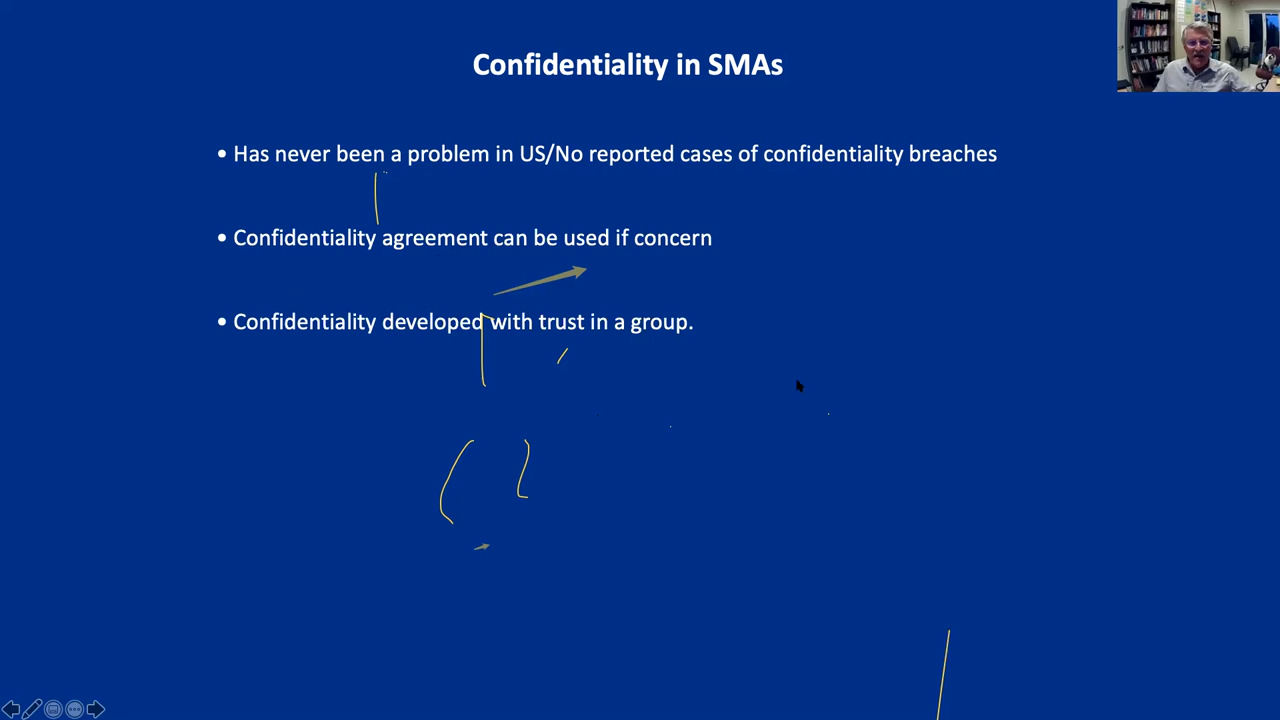 Confidentiality in SMAs
• Has never been a problem in US/No reported cases of confidentiality breaches
• Confidentiality agreement can be used if concern
• Confidentiality developed with trust in a group.